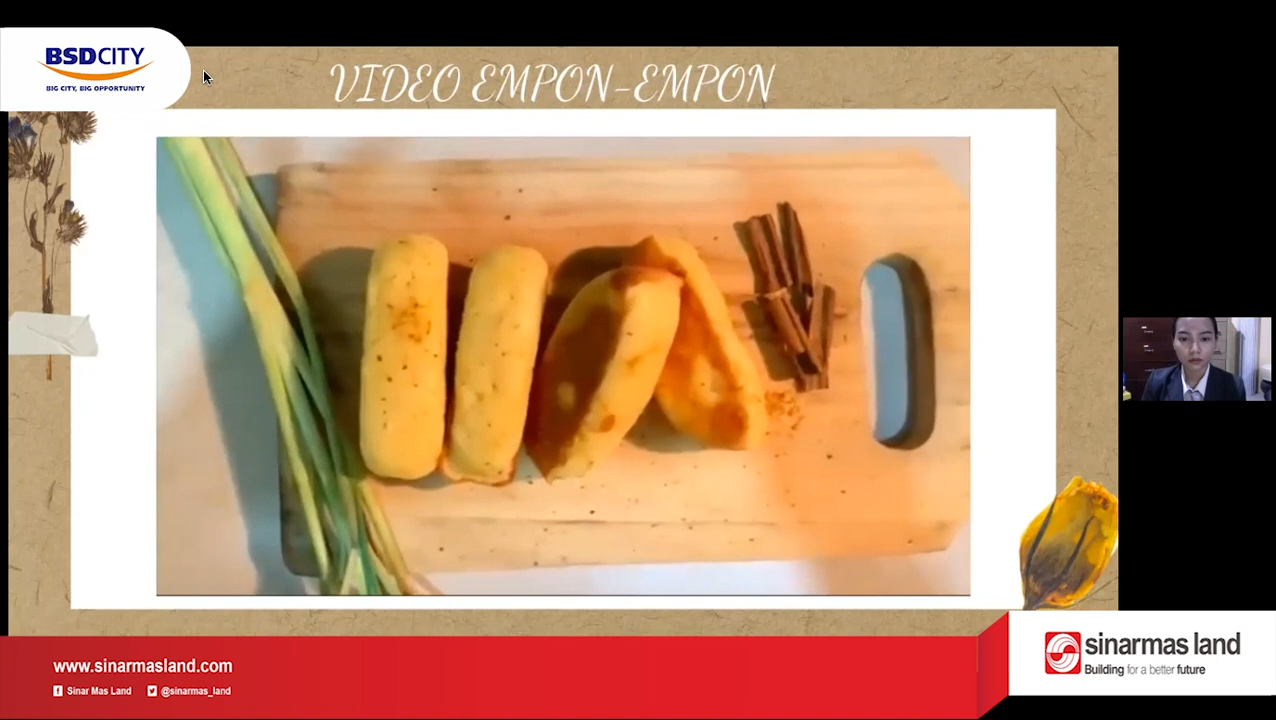 BSDCITY
BIG CITY, BIG OPPORTUNITY
VIDEO EMPON-EMPON
www.sinarmasland.com
Sinar Mas Land
@sinarmas_land
sinarmas land
Building for a better future